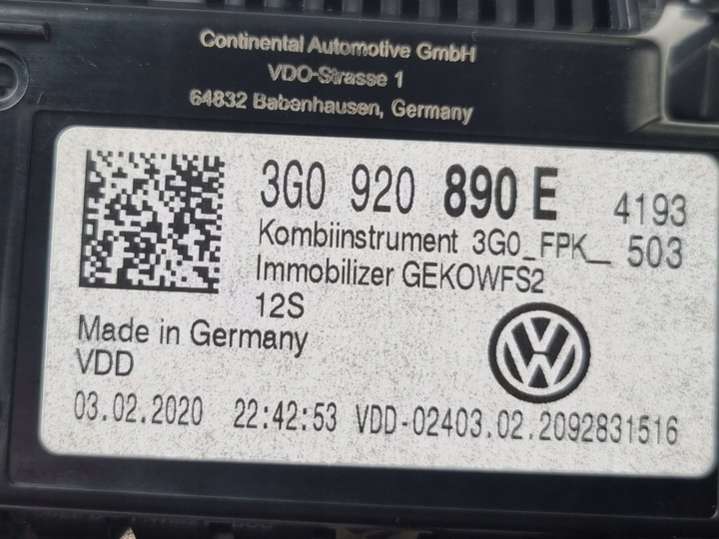 Continental Automotive GmbH
VDO-Strasse 1
64832 Babenhausen, Germany
3G0 920 890 E 4193
Kombiinstrument 3G0_FPK_ 503
Immobilizer GEKOWFS2
12S
Made in Germany
VDD
VW
03.02.2020 22:42:53 VDD-02403.02.2092831516